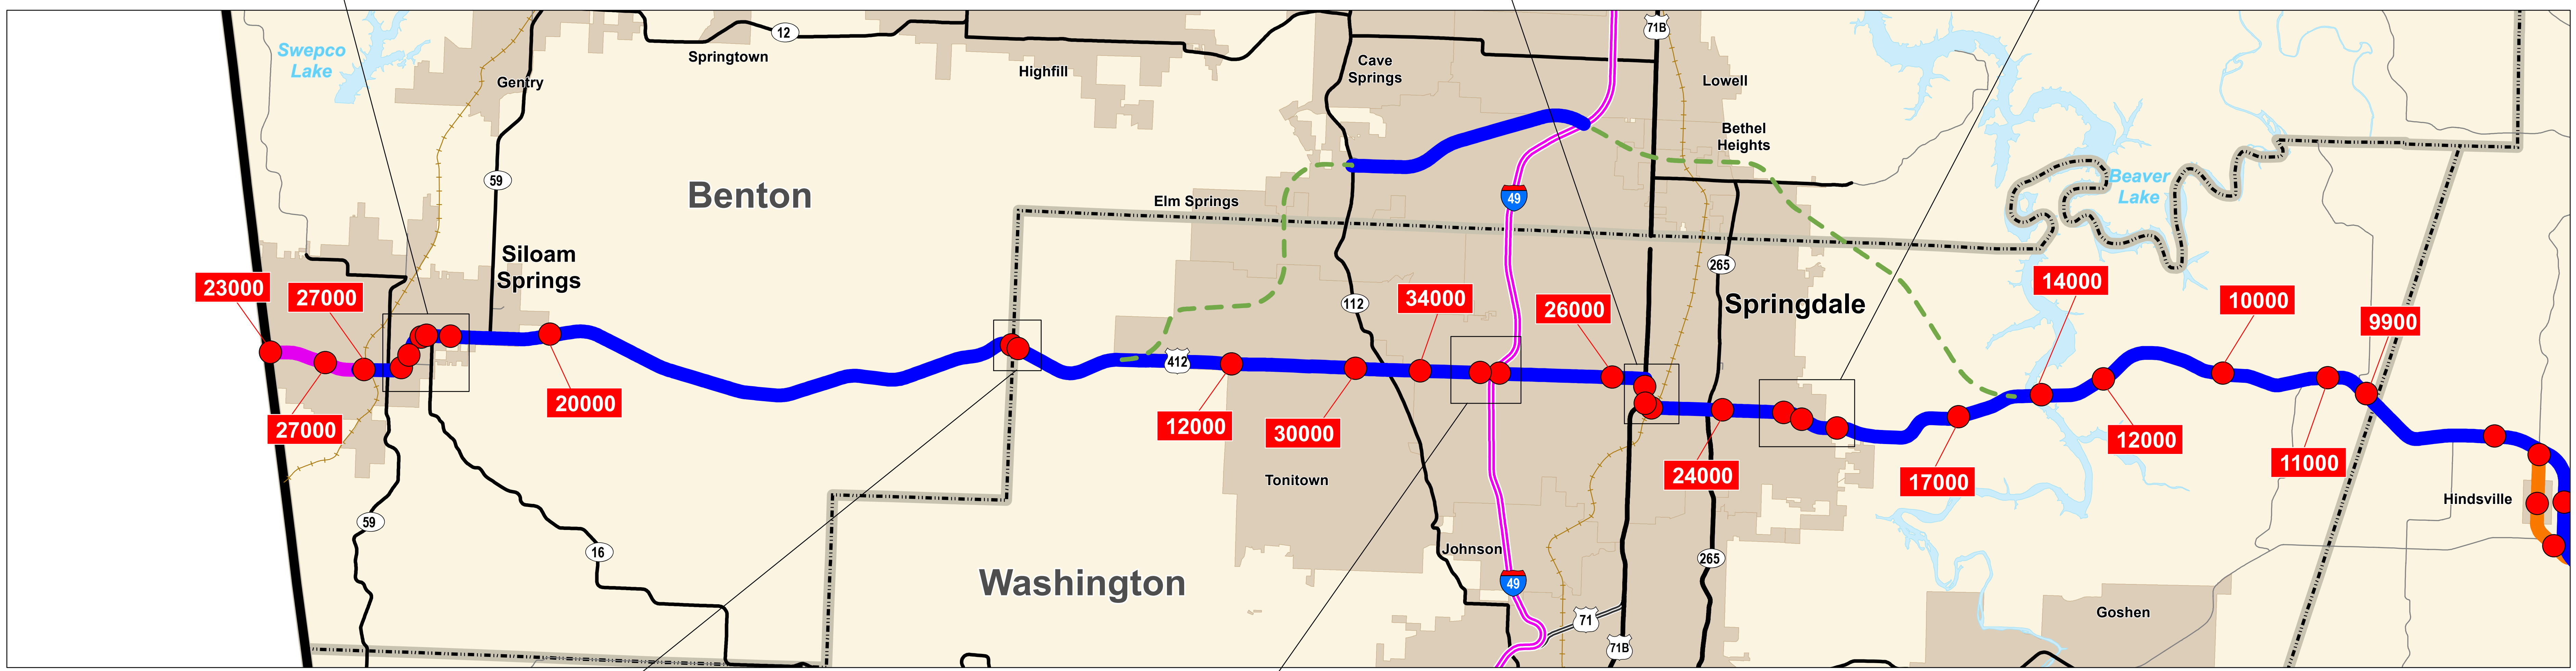 71B
12
Swepco
Lake
Springtown
Cave
Springs
Highfill
Gentry
Lowell
Bethel
Heights
59
Benton
Beaver
Lake
49
Elm Springs
Siloam
Springs
265
14000
23000
27000
34000
112
Springdale
26000
10000
9900
412
20000
12000
30000
27000
12000
11000
24000
17000
Tonitown
Hindsville
59
16
Johnson
265
Washington
49
Goshen
71
71B